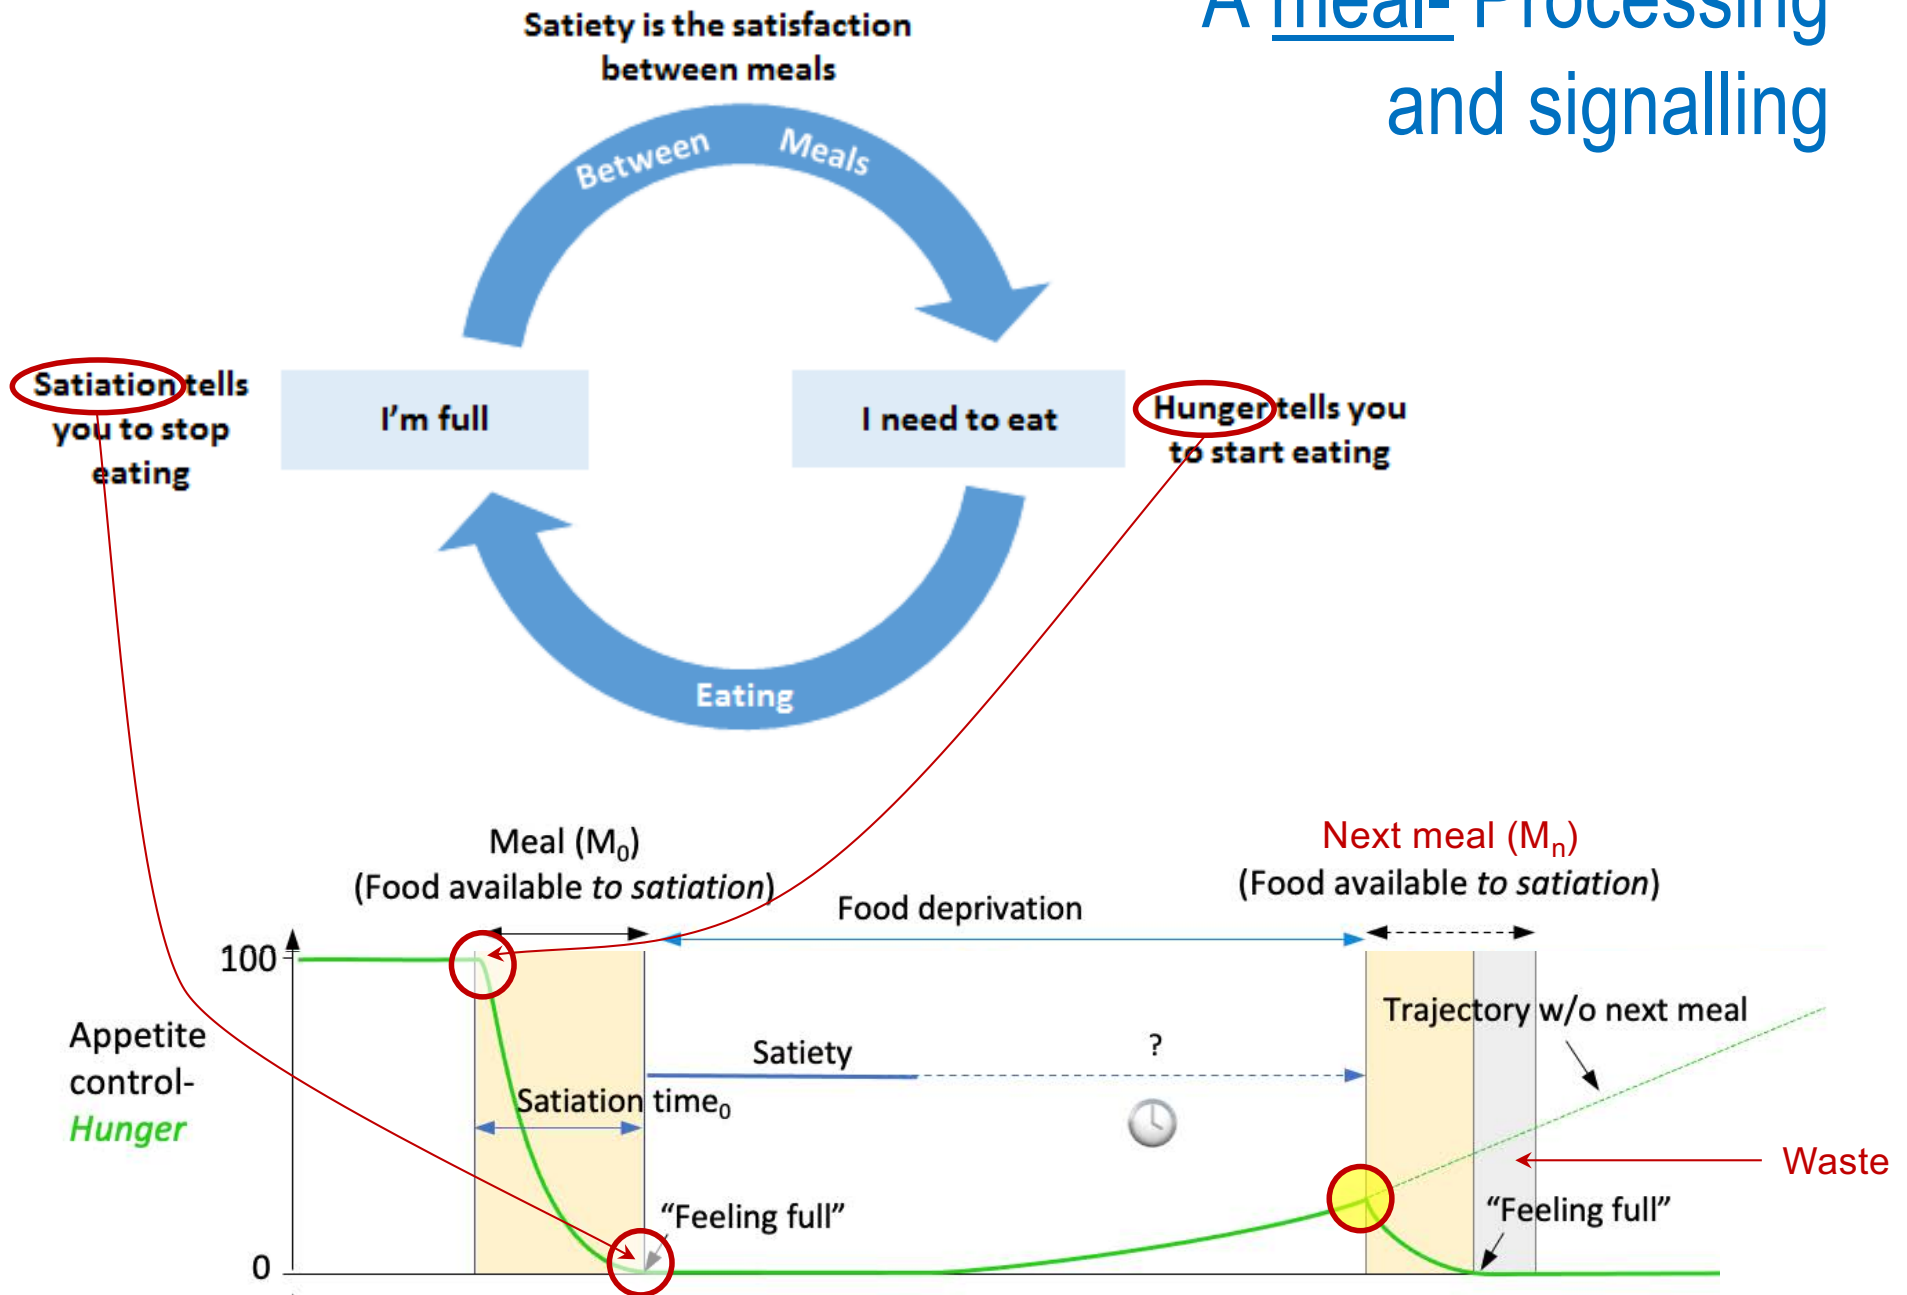 A meal- Processing
and signalling
Satiety is the satisfaction
between meals
Between Meals
Satiation tells
you to stop
eating
I'm full
I need to eat
Hunger tells you
to start eating
Eating
Meal (M₀)
(Food available to satiation)
Food deprivation
Next meal (Mₙ)
(Food available to satiation)
100
Appetite
control-
Hunger
0
Satiety
?
Satiation time₀
"Feeling full"
Trajectory w/o next meal
Waste
"Feeling full"